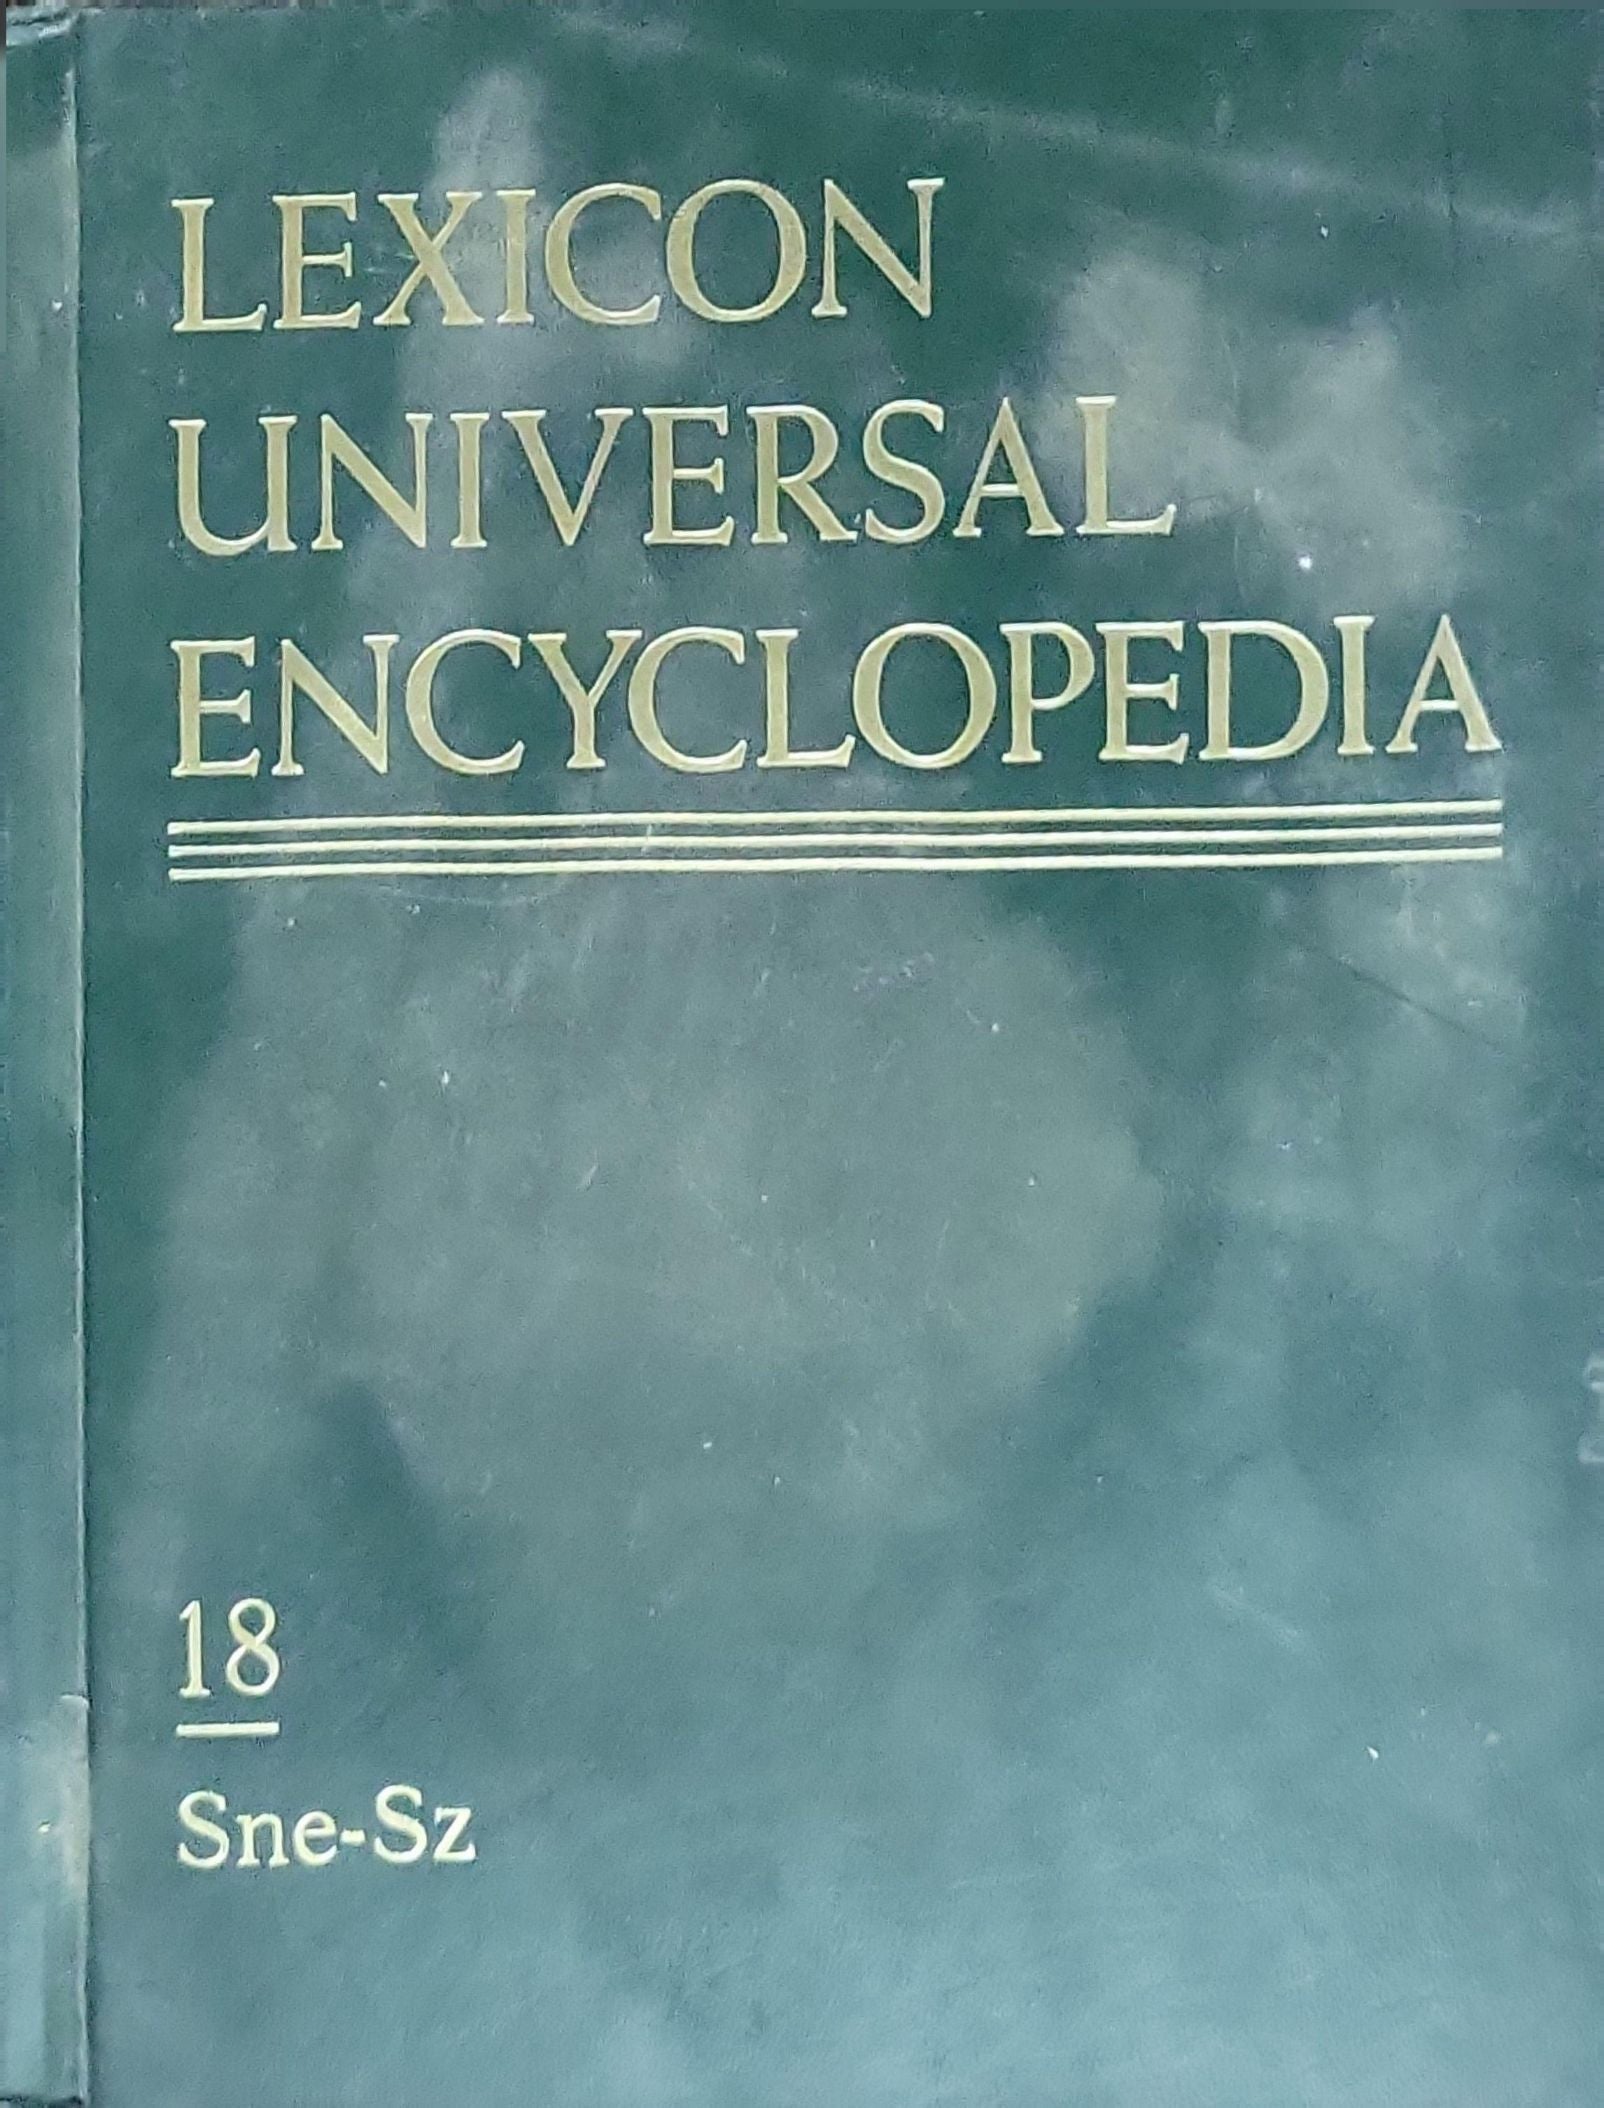 LEXICON
UNIVERSAL
ENCYCLOPEDIA
18
Sne-Sz